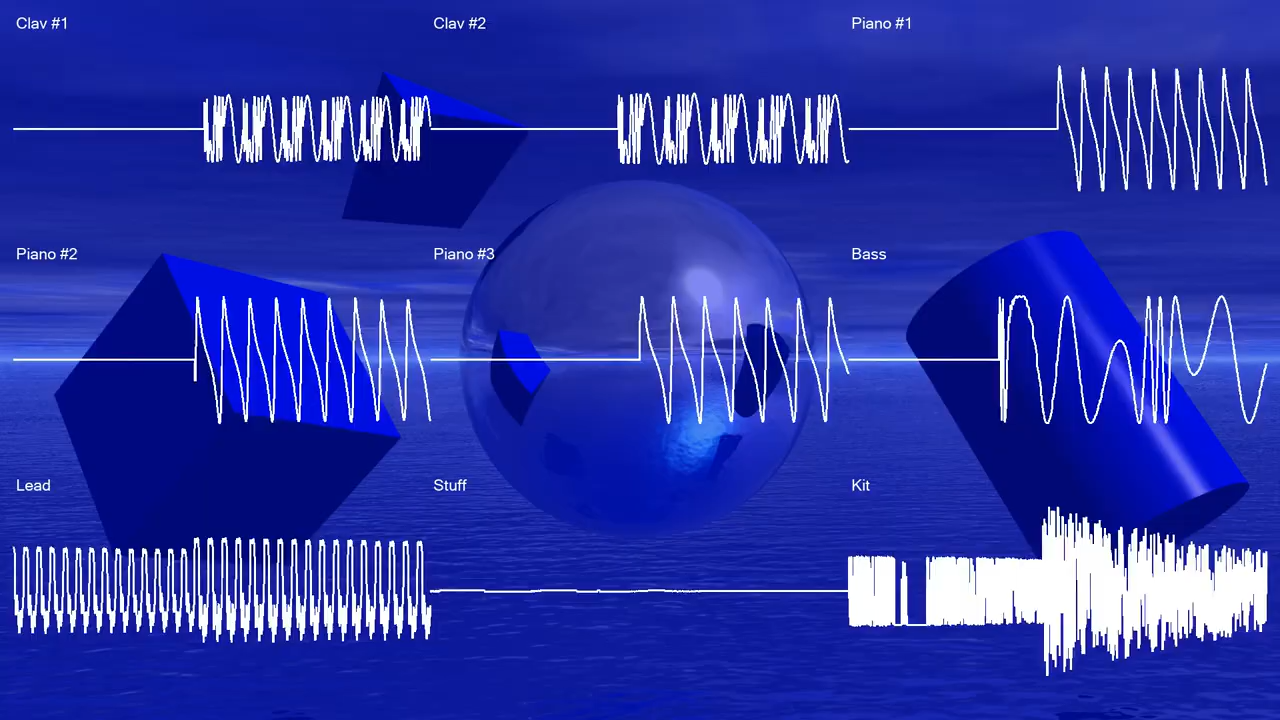 Clav #1
Clav #2
Piano #1
Piano #2
Piano #3
Bass
Lead
Stuff
Kit